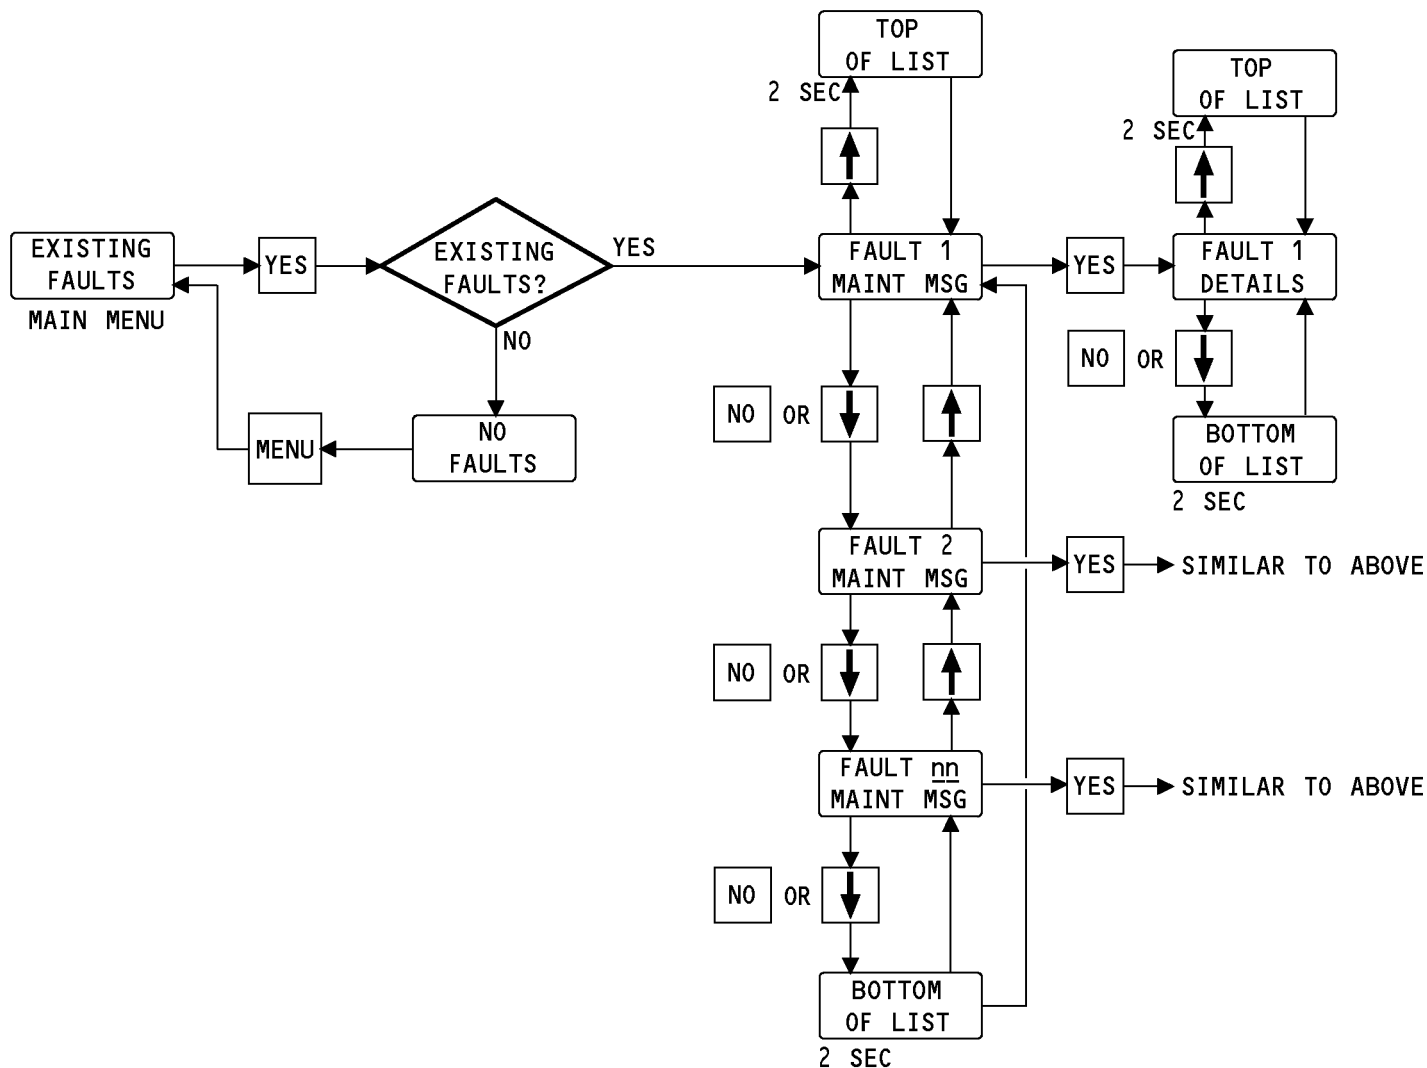 TOP
OF LIST
2 SEC
TOP
OF LIST
2 SEC
EXISTING
FAULTS
MAIN MENU
YES
EXISTING
FAULTS?
YES
NO
FAULT 1
MAINT MSG
YES
FAULT 1
DETAILS
NO OR
BOTTOM
OF LIST
2 SEC
MENU
NO
FAULTS
NO OR
FAULT 2
MAINT MSG
YES
SIMILAR TO ABOVE
NO OR
FAULT nn
MAINT MSG
YES
SIMILAR TO ABOVE
NO OR
BOTTOM
OF LIST
2 SEC